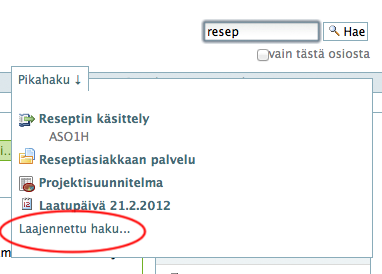 resep
Hae
vain tästä osiosta
Pikahaku ↓
Reseptin käsittely
ASO1H
Reseptiasiakkaan palvelu
Projektisuunnitelma
Laatupäivä 21.2.2012
Laajennettu haku...